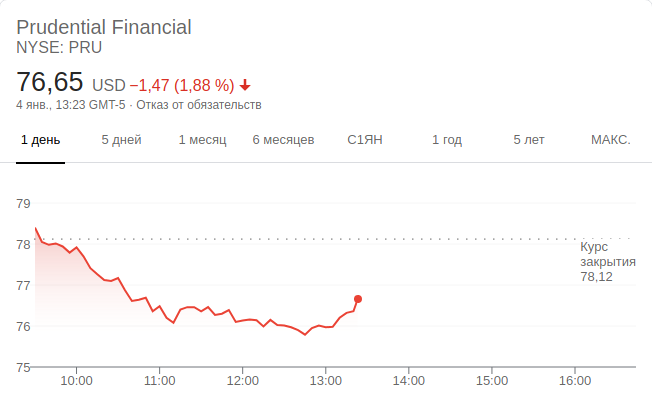 Prudential Financial
NYSE: PRU
76,65 USD −1,47 (1,88 %)
4 янв., 13:23 GMT-5 · Отказ от обязательств
1 день 5 дней 1 месяц 6 месяцев С1ЯН 1 год 5 лет МАКС.
79
78
77
76
75
Курс
закрытия
78,12
10:00 11:00 12:00 13:00 14:00 15:00 16:00